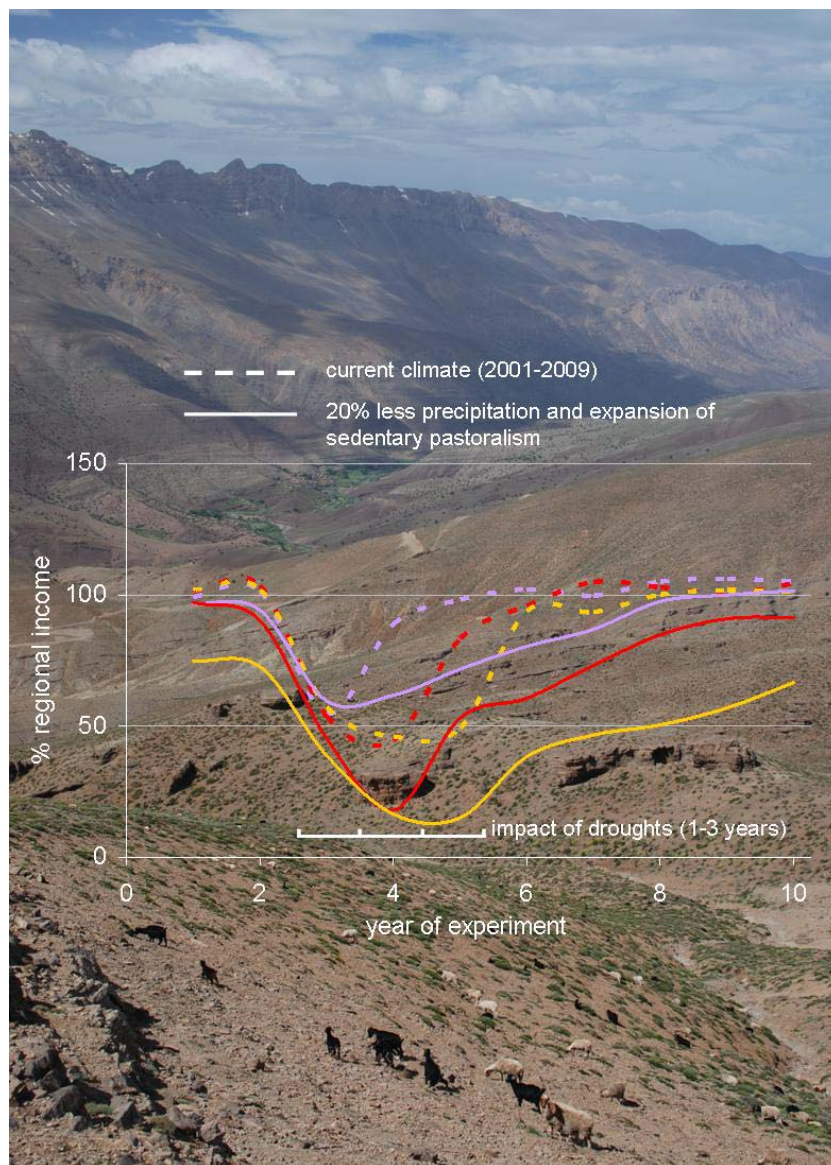 current climate (2001-2009)
20% less precipitation and expansion of
sedentary pastoralism
150
100
50
0
% regional income
impact of droughts (1-3 years)
0 2 4 6 8 10
year of experiment